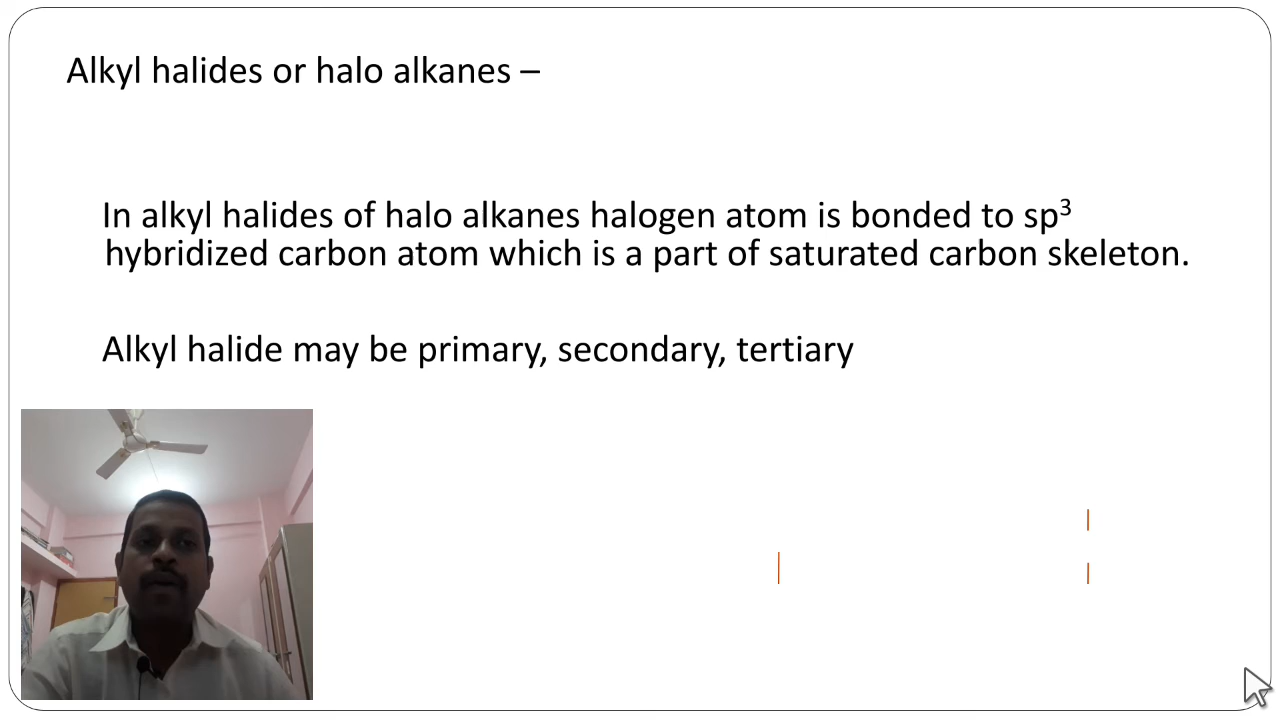 Alkyl halides or halo alkanes –
In alkyl halides of halo alkanes halogen atom is bonded to sp³
hybridized carbon atom which is a part of saturated carbon skeleton.
Alkyl halide may be primary, secondary, tertiary